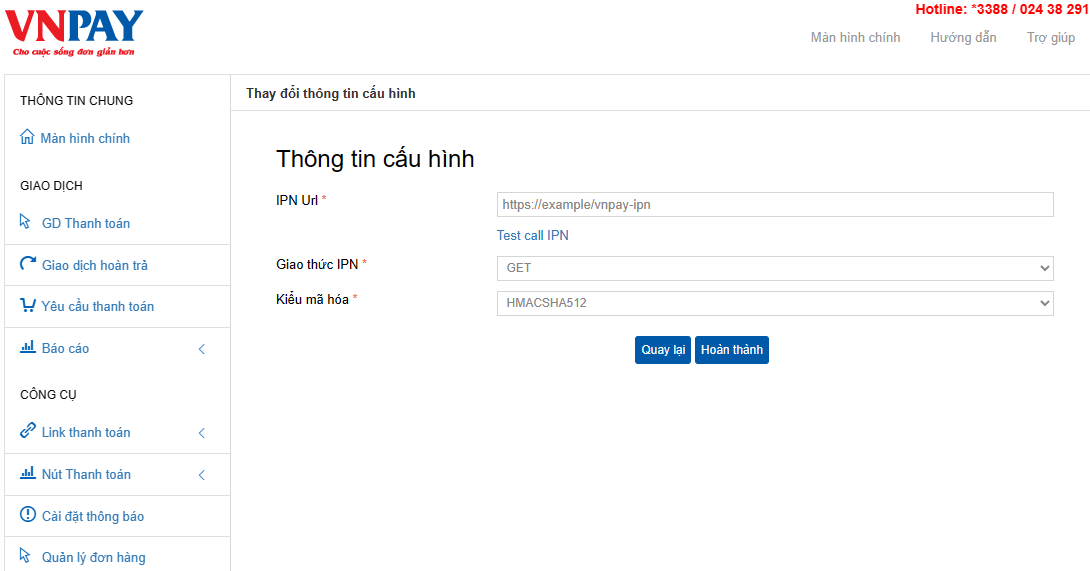 VNPAY
Cho cuộc sống đơn giản hơn
Hotline: *3388 / 024 38 291
Màn hình chính Hướng dẫn Trợ giúp
THÔNG TIN CHUNG
Màn hình chính
GIAO DỊCH
GD Thanh toán
Giao dịch hoàn trả
Yêu cầu thanh toán
Báo cáo
CÔNG CỤ
Link thanh toán
Nút Thanh toán
Cài đặt thông báo
Quản lý đơn hàng
Thay đổi thông tin cấu hình
Thông tin cấu hình
IPN Url *
https://example/vnpay-ipn
Test call IPN
Giao thức IPN *
GET
Kiểu mã hóa *
HMACSHA512
Quay lại Hoàn thành